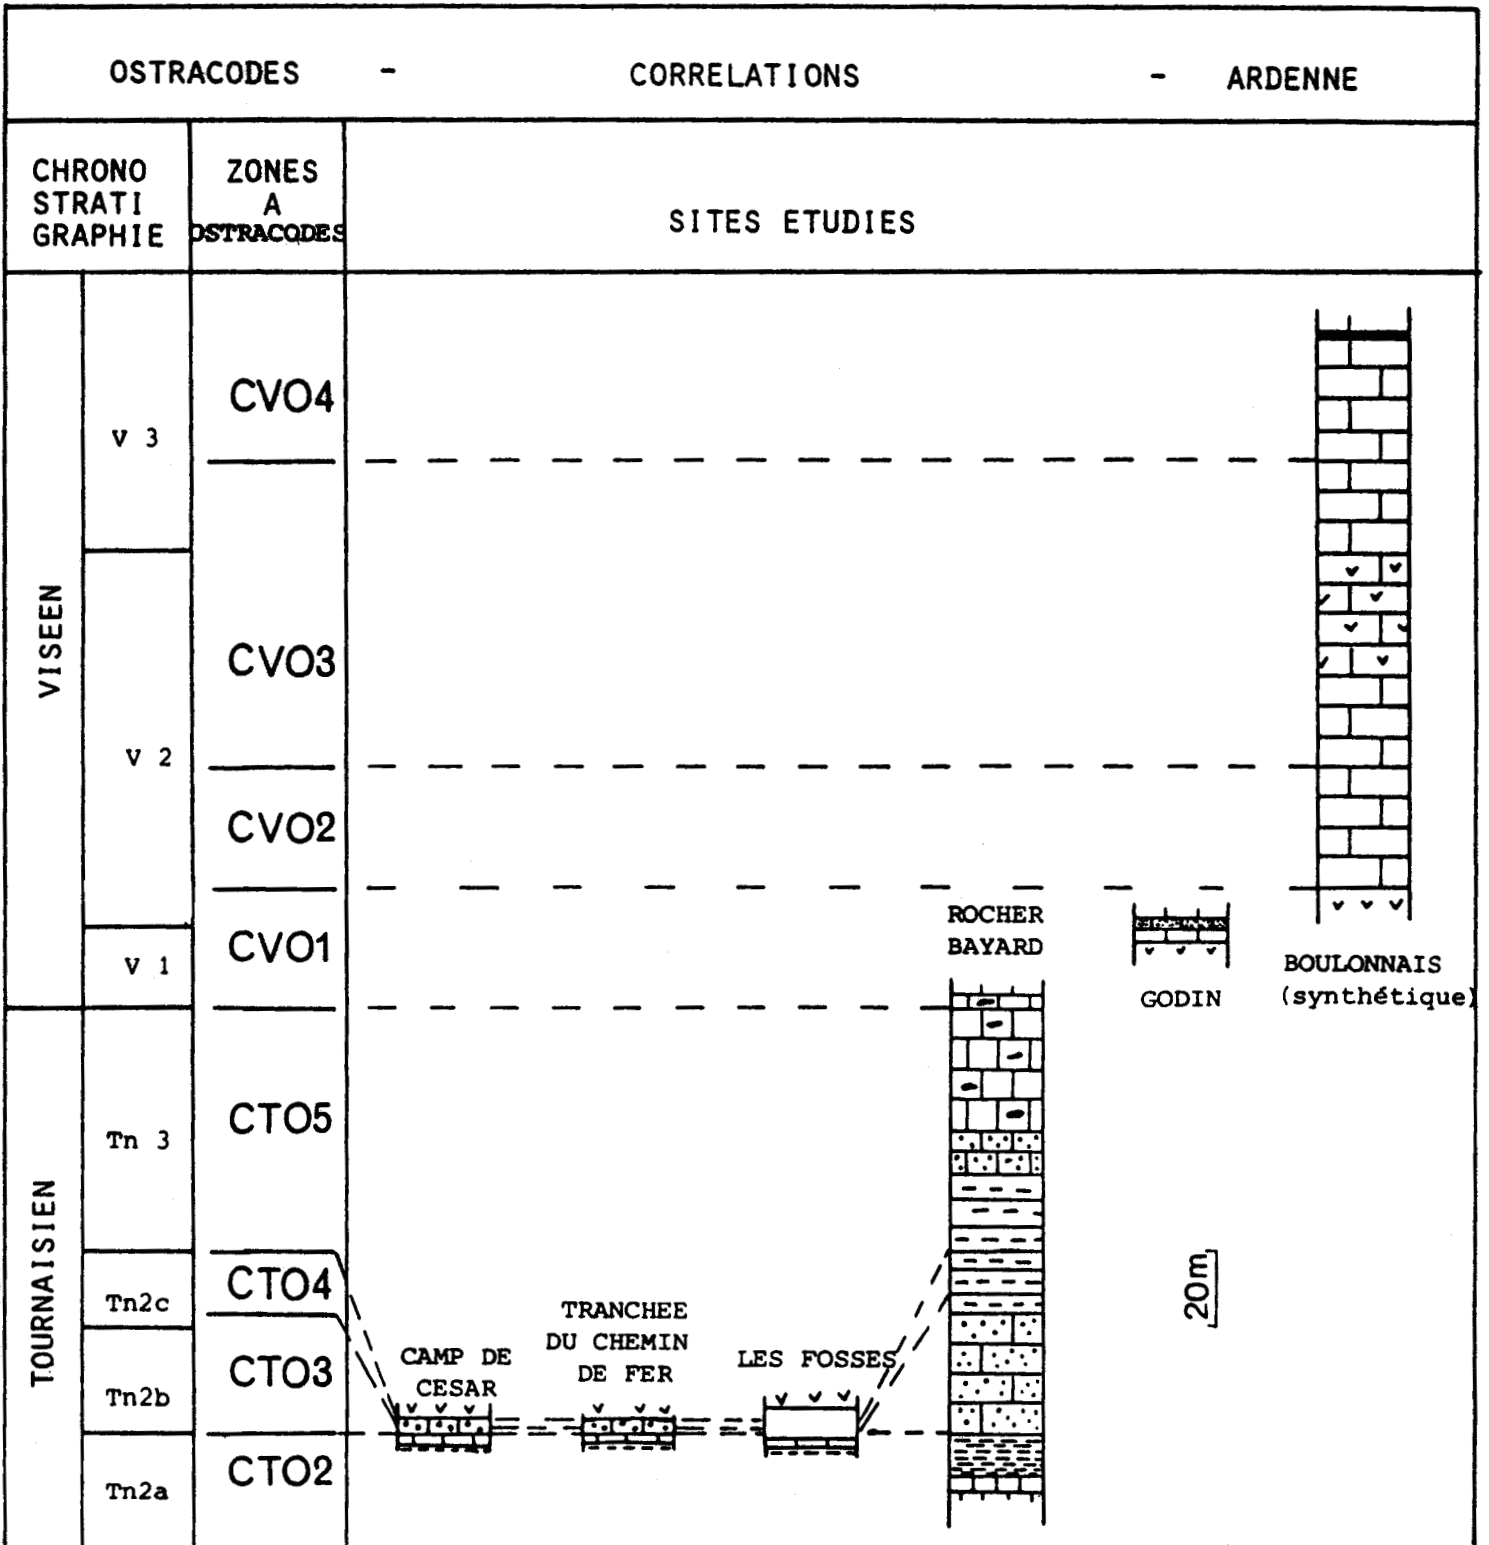 OSTRACODES - CORRELATIONS - ARDENNE
CHRONO
STRATI
GRAPHIE
ZONES
A
OSTRACODES
SITES ETUDIES
VISEEN
V 3
V 2
V 1
CVO4
CVO3
CVO2
CVO1
TOURNAISIEN
Tn 3
Tn2c
Tn2b
Tn2a
CTO5
CTO4
CTO3
CTO2
CAMP DE
CESAR
TRANCHEE
DU CHEMIN
DE FER
LES FOSSES
ROCHER
BAYARD
GODIN
BOULONNAIS
(synthétique)
20m